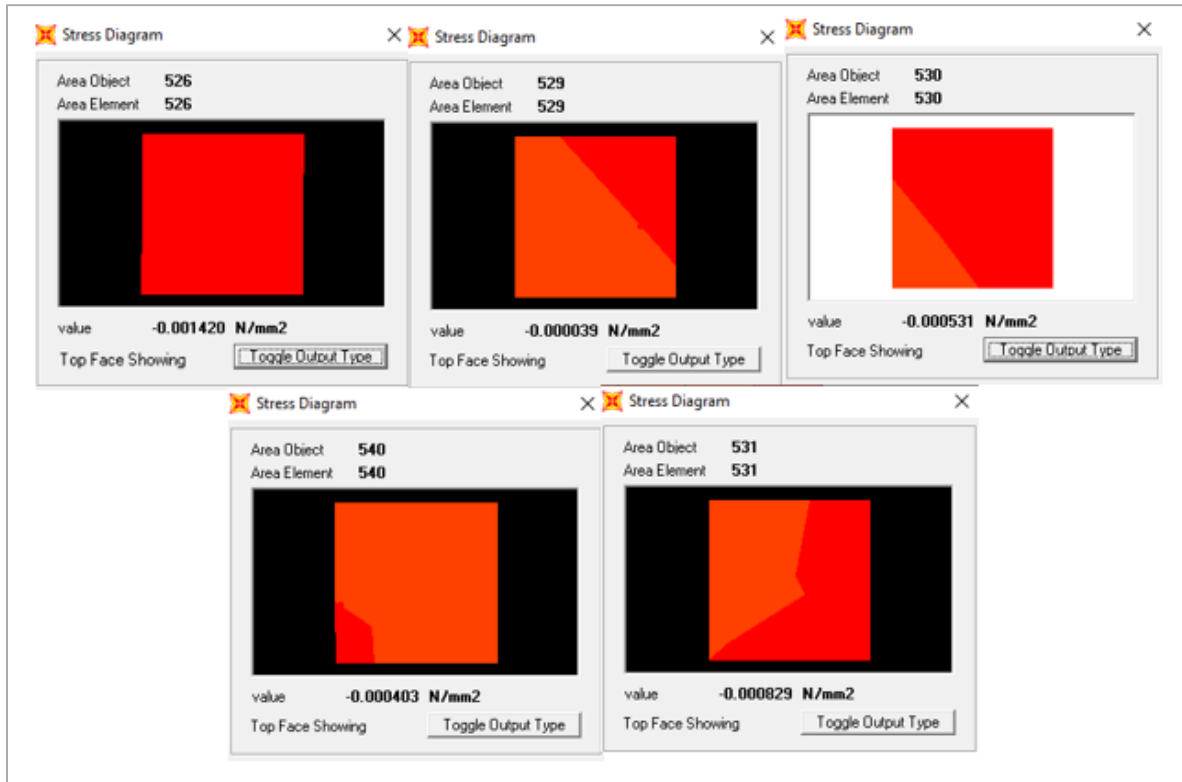 Stress Diagram
Area Object 526
Area Element 526
value -0.001420 N/mm2
Top Face Showing Toggle Output Type
Stress Diagram
Area Object 529
Area Element 529
value -0.000039 N/mm2
Top Face Showing Toggle Output Type
Stress Diagram
Area Object 530
Area Element 530
value -0.000531 N/mm2
Top Face Showing Toggle Output Type
Stress Diagram
Area Object 540
Area Element 540
value -0.000403 N/mm2
Top Face Showing Toggle Output Type
Stress Diagram
Area Object 531
Area Element 531
value -0.000829 N/mm2
Top Face Showing Toggle Output Type